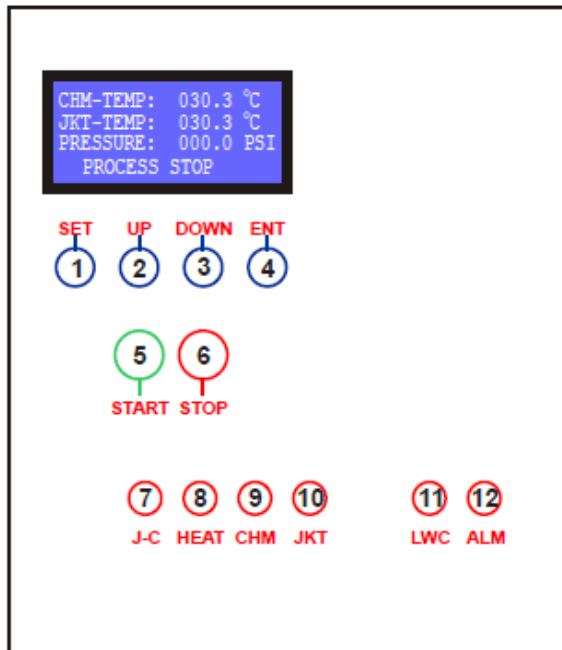 CHM-TEMP: 030.3 °C
JKT-TEMP: 030.3 °C
PRESSURE: 000.0 PSI
PROCESS STOP
SET UP DOWN ENT
1 2 3 4
5 6
START STOP
7 8 9 10 11 12
J-C HEAT CHM JKT LWC ALM